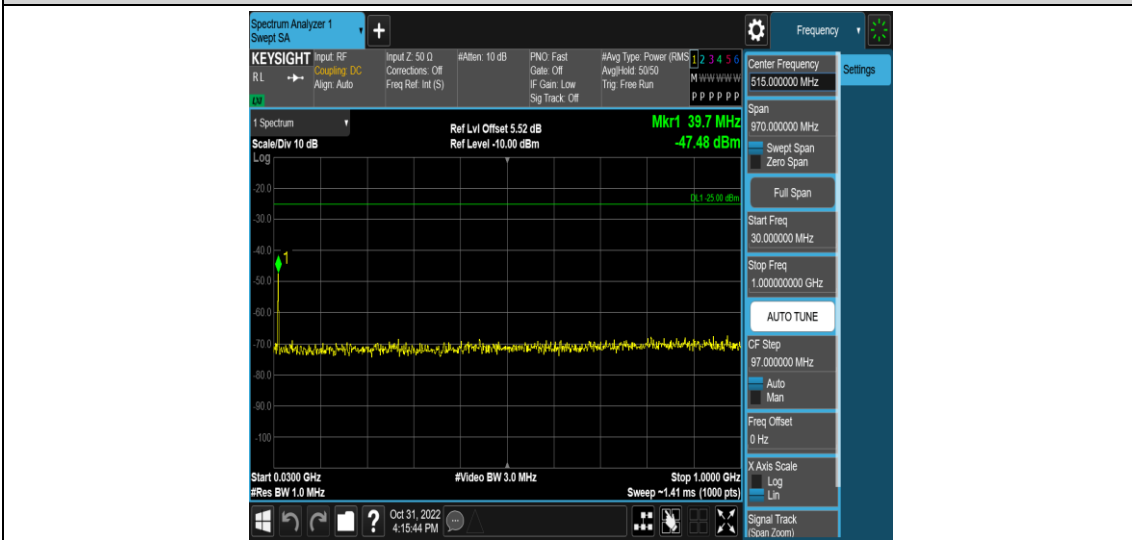 Spectrum Analyzer 1
Swept SA
+
Frequency
KEYSIGHT
RL
LXI
Input: RF
Coupling: DC
Align: Auto
Input Z: 50 Ω
Corrections: Off
Freq Ref: Int (S)
#Atten: 10 dB
PNO: Fast
Gate: Off
IF Gain: Low
Sig Track: Off
#Avg Type: Power (RMS
Avg|Hold: 50/50
Trig: Free Run
1 2 3 4 5 6
M W W W W W
P P P P P P
1 Spectrum
Scale/Div 10 dB
Log
Ref Lvl Offset 5.52 dB
Ref Level -10.00 dBm
Mkr1 39.7 MHz
-47.48 dBm
DL1 -25.00 dBm
-20.0
-30.0
-40.0
1
-50.0
-60.0
-70.0
-80.0
-90.0
-100
Start 0.0300 GHz
#Res BW 1.0 MHz
#Video BW 3.0 MHz
Stop 1.0000 GHz
Sweep ~1.41 ms (1000 pts)
?
Oct 31, 2022
4:15:44 PM
Center Frequency
515.000000 MHz
Settings
Span
970.000000 MHz
Swept Span
Zero Span
Full Span
Start Freq
30.000000 MHz
Stop Freq
1.000000000 GHz
AUTO TUNE
CF Step
97.000000 MHz
Auto
Man
Freq Offset
0 Hz
X Axis Scale
Log
Lin
Signal Track
(Span Zoom)